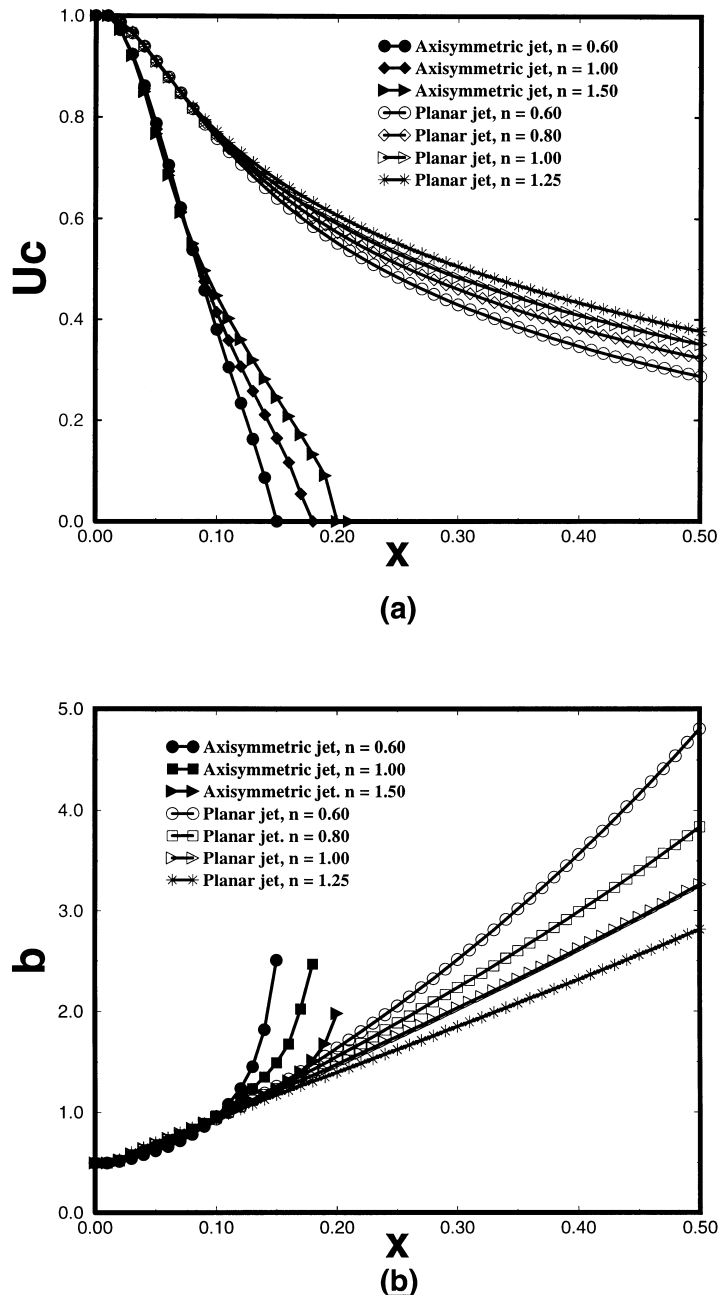 1.0
0.8
0.6
0.4
0.2
0.0
Uc
Axisymmetric jet, n = 0.60
Axisymmetric jet, n = 1.00
Axisymmetric jet, n = 1.50
Planar jet, n = 0.60
Planar jet, n = 0.80
Planar jet, n = 1.00
Planar jet, n = 1.25
0.00 0.10 0.20 0.30 0.40 0.50
X
(a)
5.0
4.0
3.0
2.0
1.0
0.0
b
Axisymmetric jet, n = 0.60
Axisymmetric jet, n = 1.00
Axisymmetric jet. n = 1.50
Planar jet, n = 0.60
Planar jet. n = 0.80
Planar jet, n = 1.00
Planar jet, n = 1.25
0.00 0.10 0.20 0.30 0.40 0.50
X
(b)